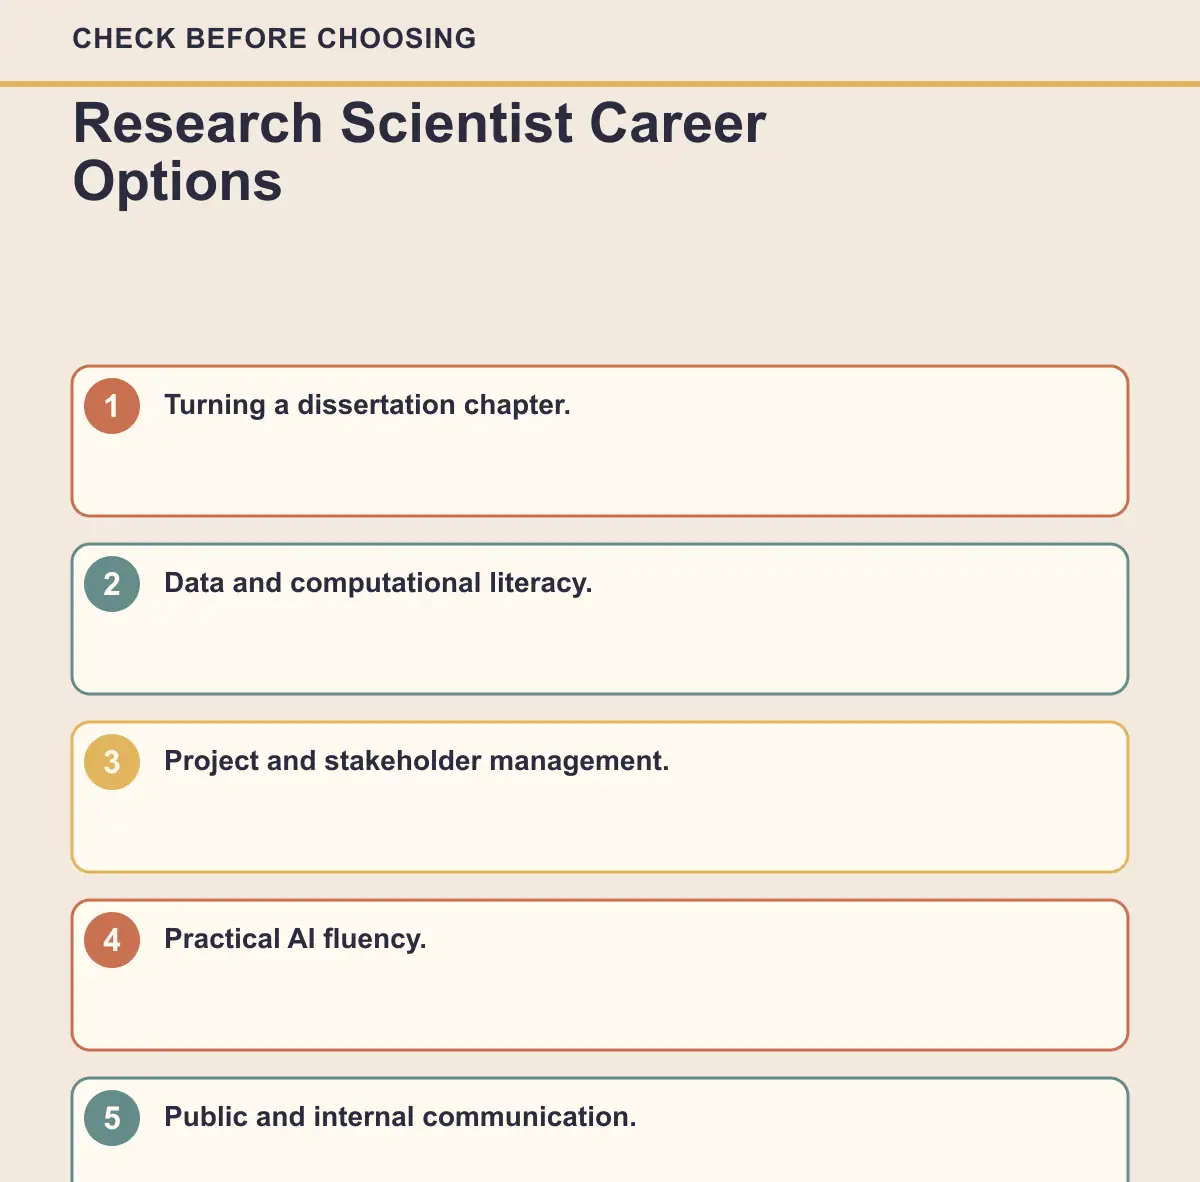 CHECK BEFORE CHOOSING
Research Scientist Career
Options
1 Turning a dissertation chapter.
2 Data and computational literacy.
3 Project and stakeholder management.
4 Practical AI fluency.
5 Public and internal communication.